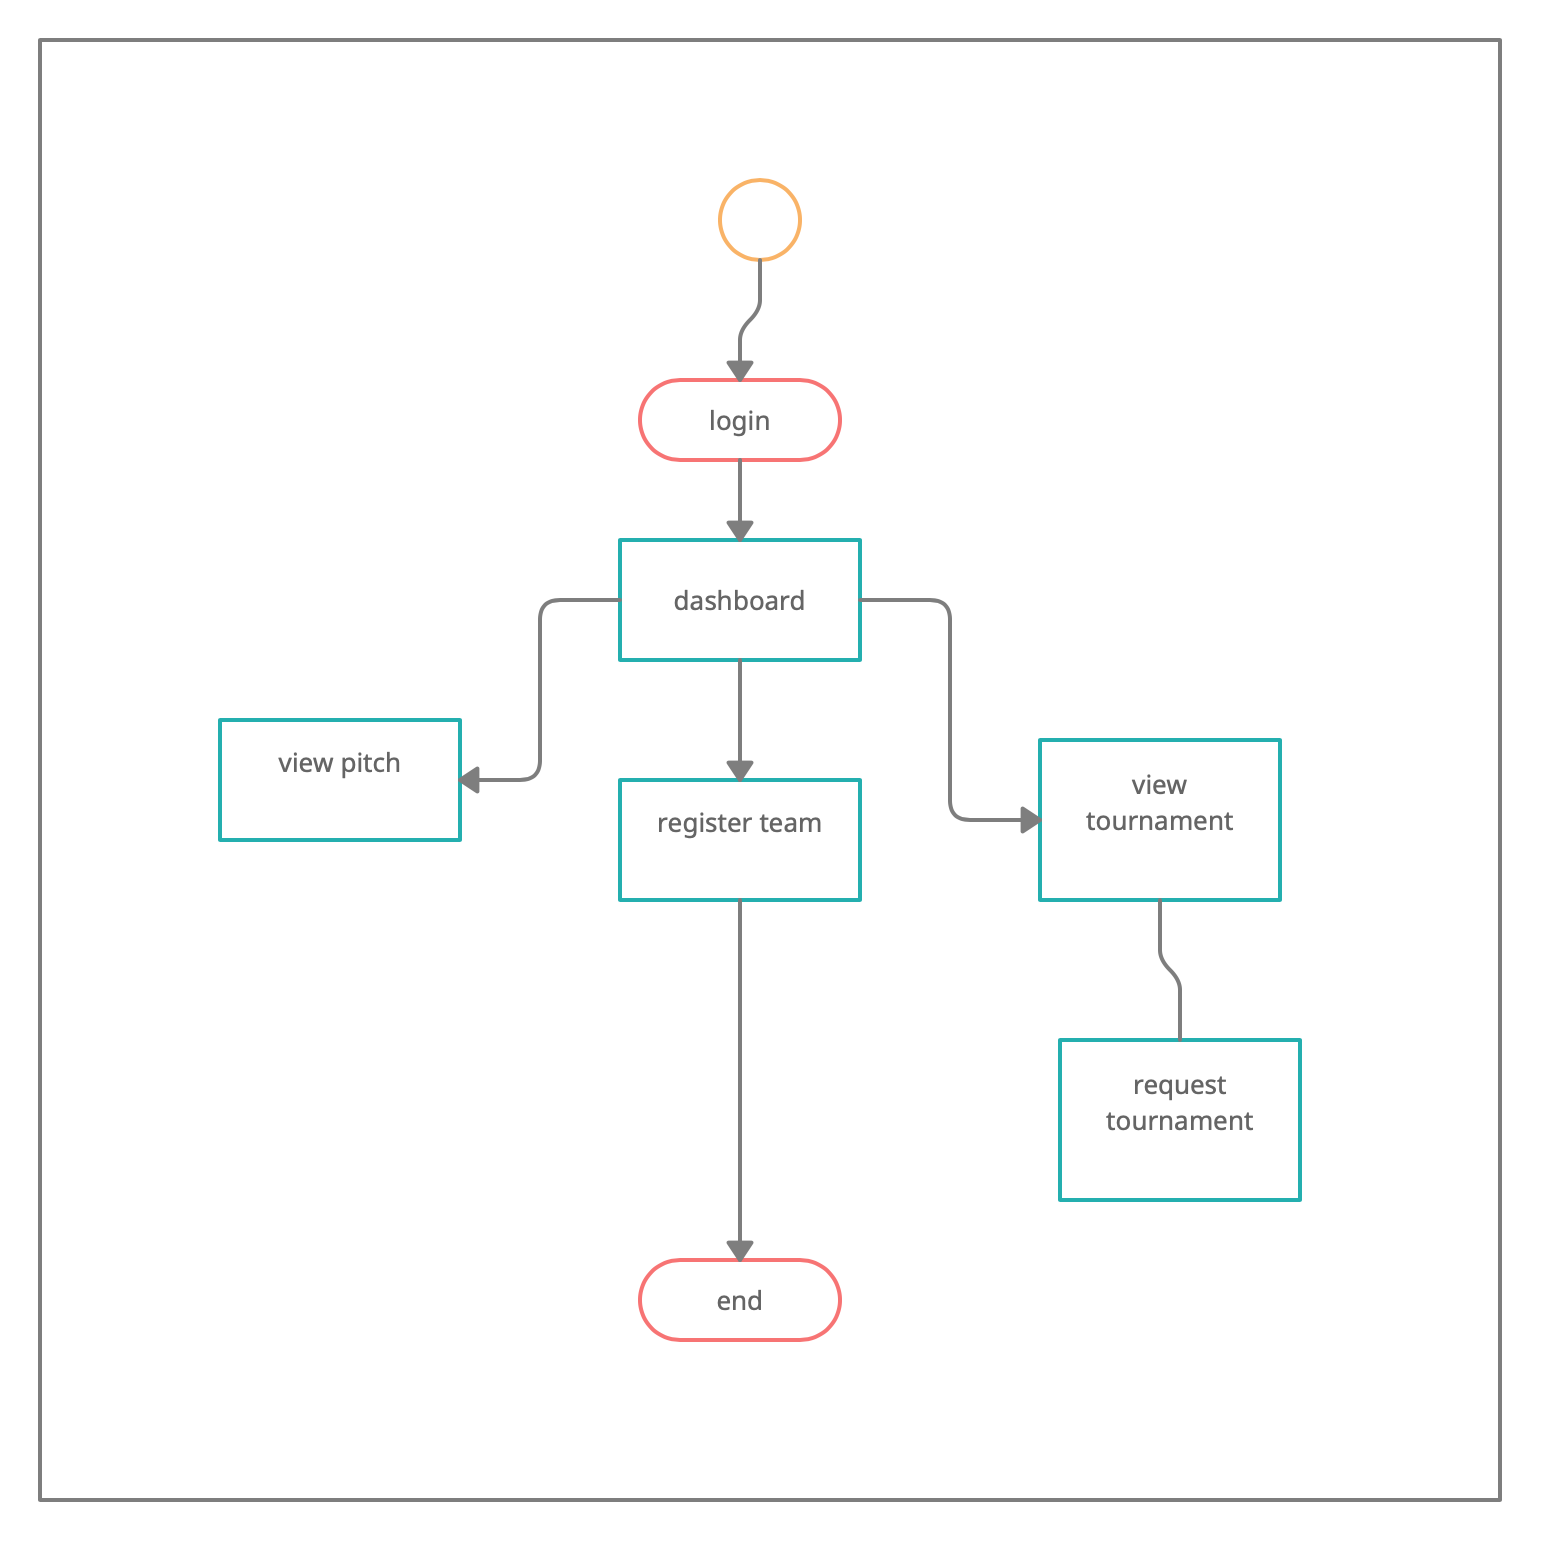 login
dashboard
view pitch
register team
view
tournament
request
tournament
end